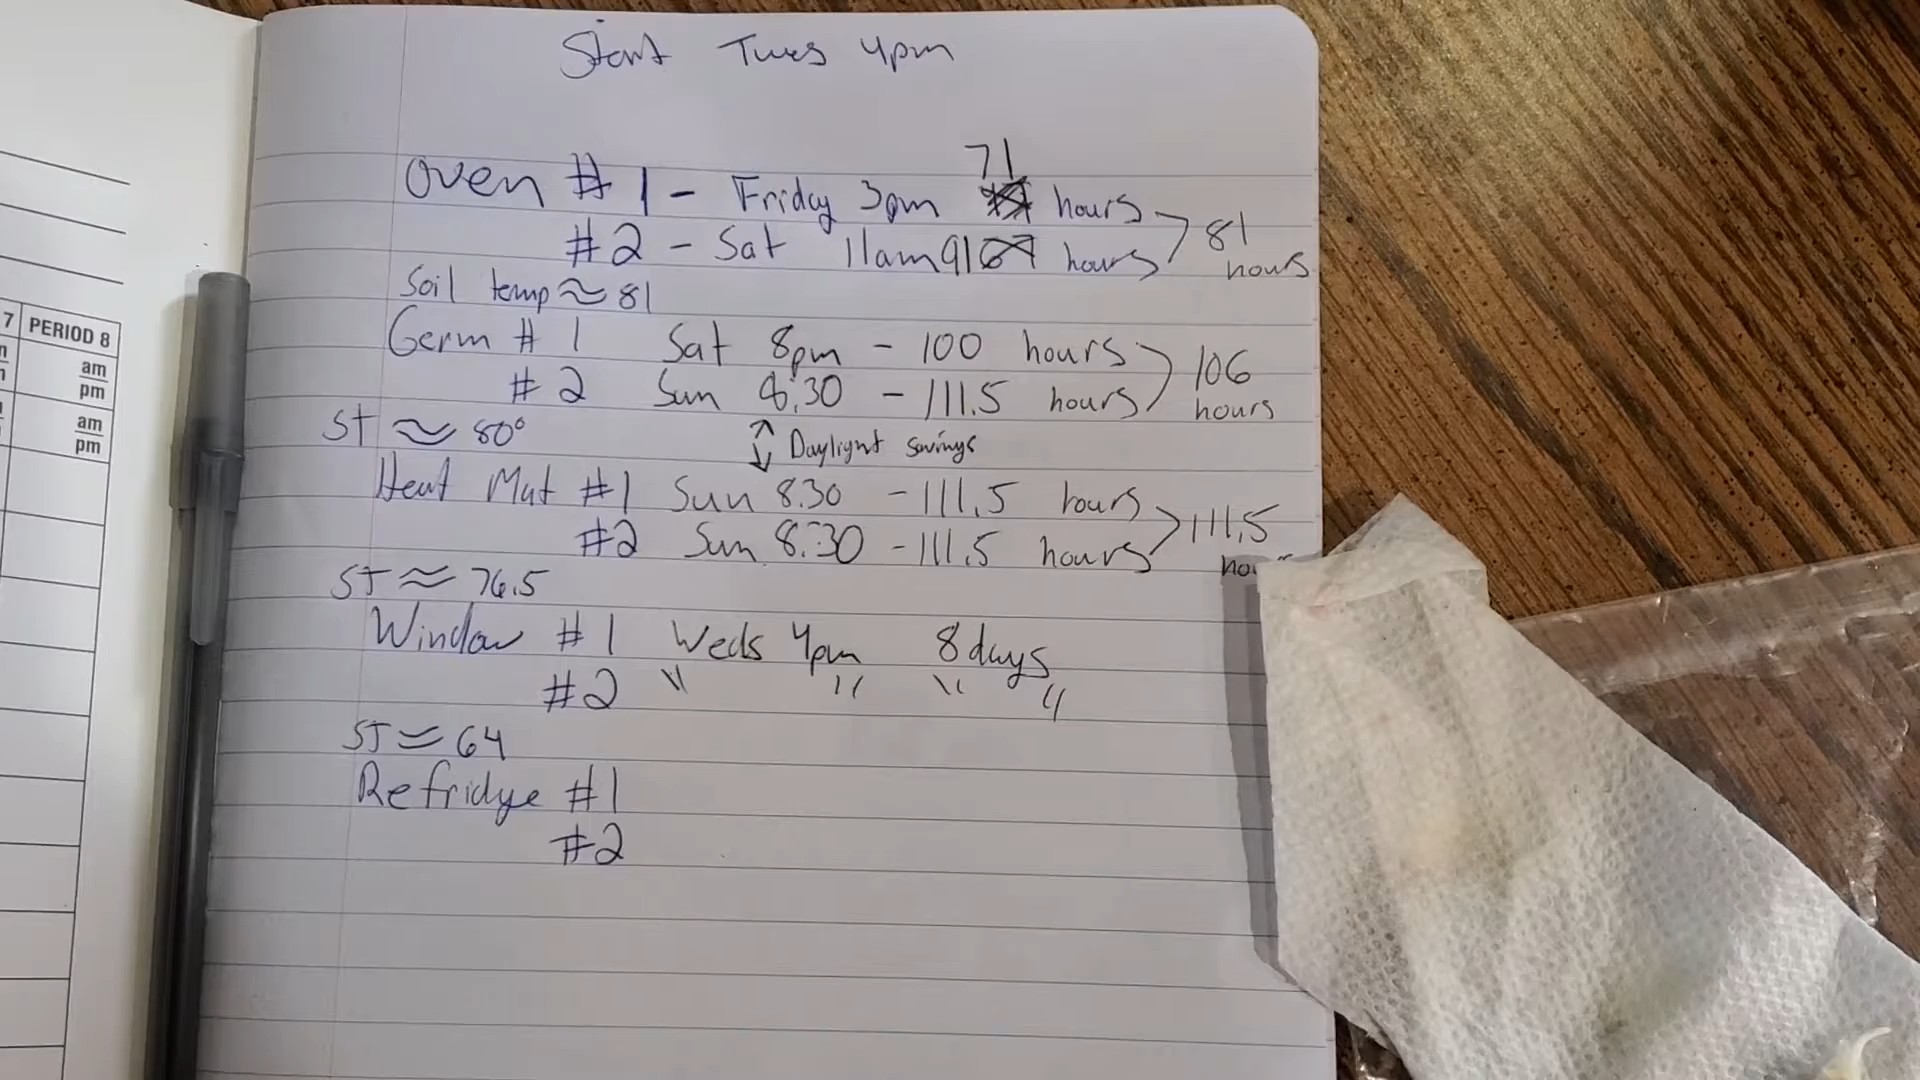 Start Tues 4pm
71
Oven #1 - Friday 3pm hours
81
#2 - Sat 11am 91 hours
hours
Soil temp ≈ 81
Germ #1 Sat 8pm - 100 hours
106
#2 Sun 8:30 - 111.5 hours
hours
ST ≈ 80°
Daylight Savings
Heat Mat #1 Sun 8:30 - 111.5 hours
111.5
#2 Sun 8:30 - 111.5 hours
ST ≈ 76.5
Window #1 Weds 4pm 8 days
#2 " " " "
ST ≈ 64
Refridge #1
#2
7 PERIOD 8
am
pm
am
pm